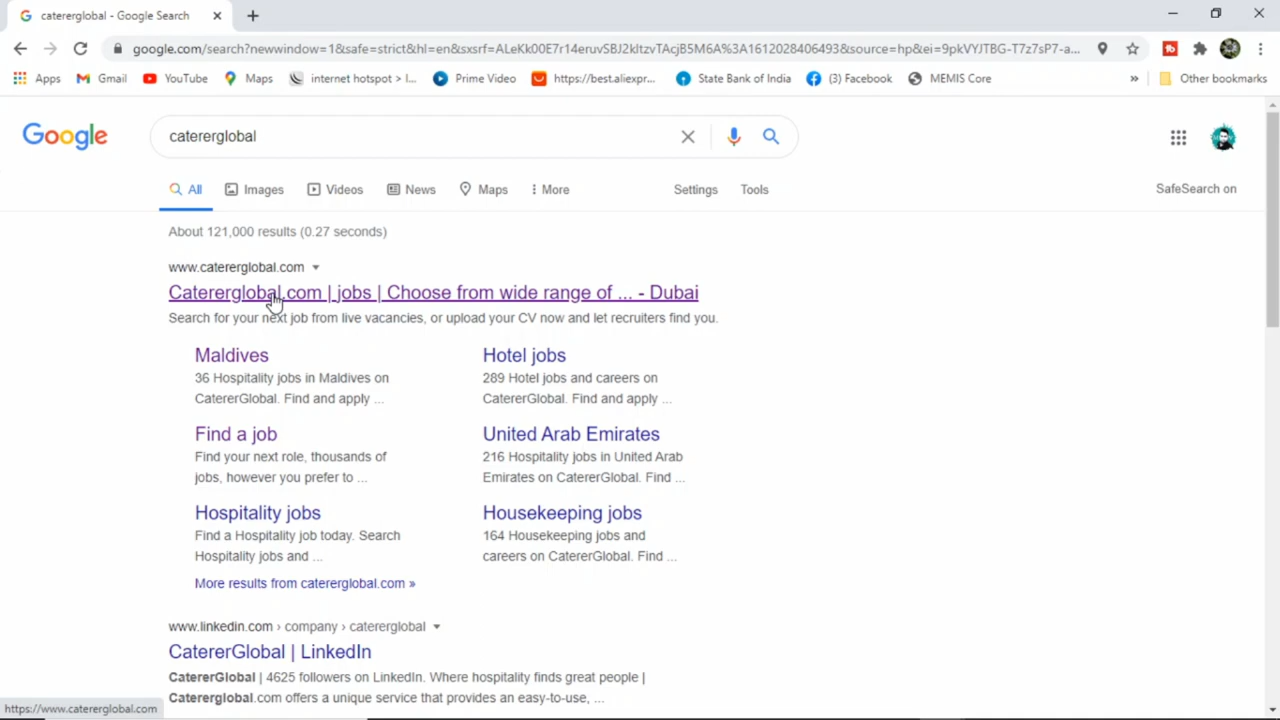 catererglobal - Google Search
google.com/search?newwindow=1&safe=strict&hl=en&sxsrf=ALeKk00E7r14eruvSBJ2kltzvTAcjB5M6A%3A1612028406493&source=hp&ei=9pkVYJTBG-T7z7sP7-a...
Apps Gmail YouTube Maps internet hotspot > l... Prime Video https://best.aliexpr... State Bank of India (3) Facebook MEMIS Core » Other bookmarks
Google catererglobal
All Images Videos News Maps More Settings Tools SafeSearch on
About 121,000 results (0.27 seconds)
www.catererglobal.com
Catererglobal.com | jobs | Choose from wide range of ... - Dubai
Search for your next job from live vacancies, or upload your CV now and let recruiters find you.
Maldives
36 Hospitality jobs in Maldives on
CatererGlobal. Find and apply ...
Hotel jobs
289 Hotel jobs and careers on
CatererGlobal. Find and apply ...
Find a job
Find your next role, thousands of
jobs, however you prefer to ...
United Arab Emirates
216 Hospitality jobs in United Arab
Emirates on CatererGlobal. Find ...
Hospitality jobs
Find a Hospitality job today. Search
Hospitality jobs and ...
Housekeeping jobs
164 Housekeeping jobs and
careers on CatererGlobal. Find ...
More results from catererglobal.com »
www.linkedin.com › company › catererglobal
CatererGlobal | LinkedIn
CatererGlobal | 4625 followers on LinkedIn. Where hospitality finds great people |
Catererglobal.com offers a unique service that provides an easy-to-use, ...
https://www.catererglobal.com